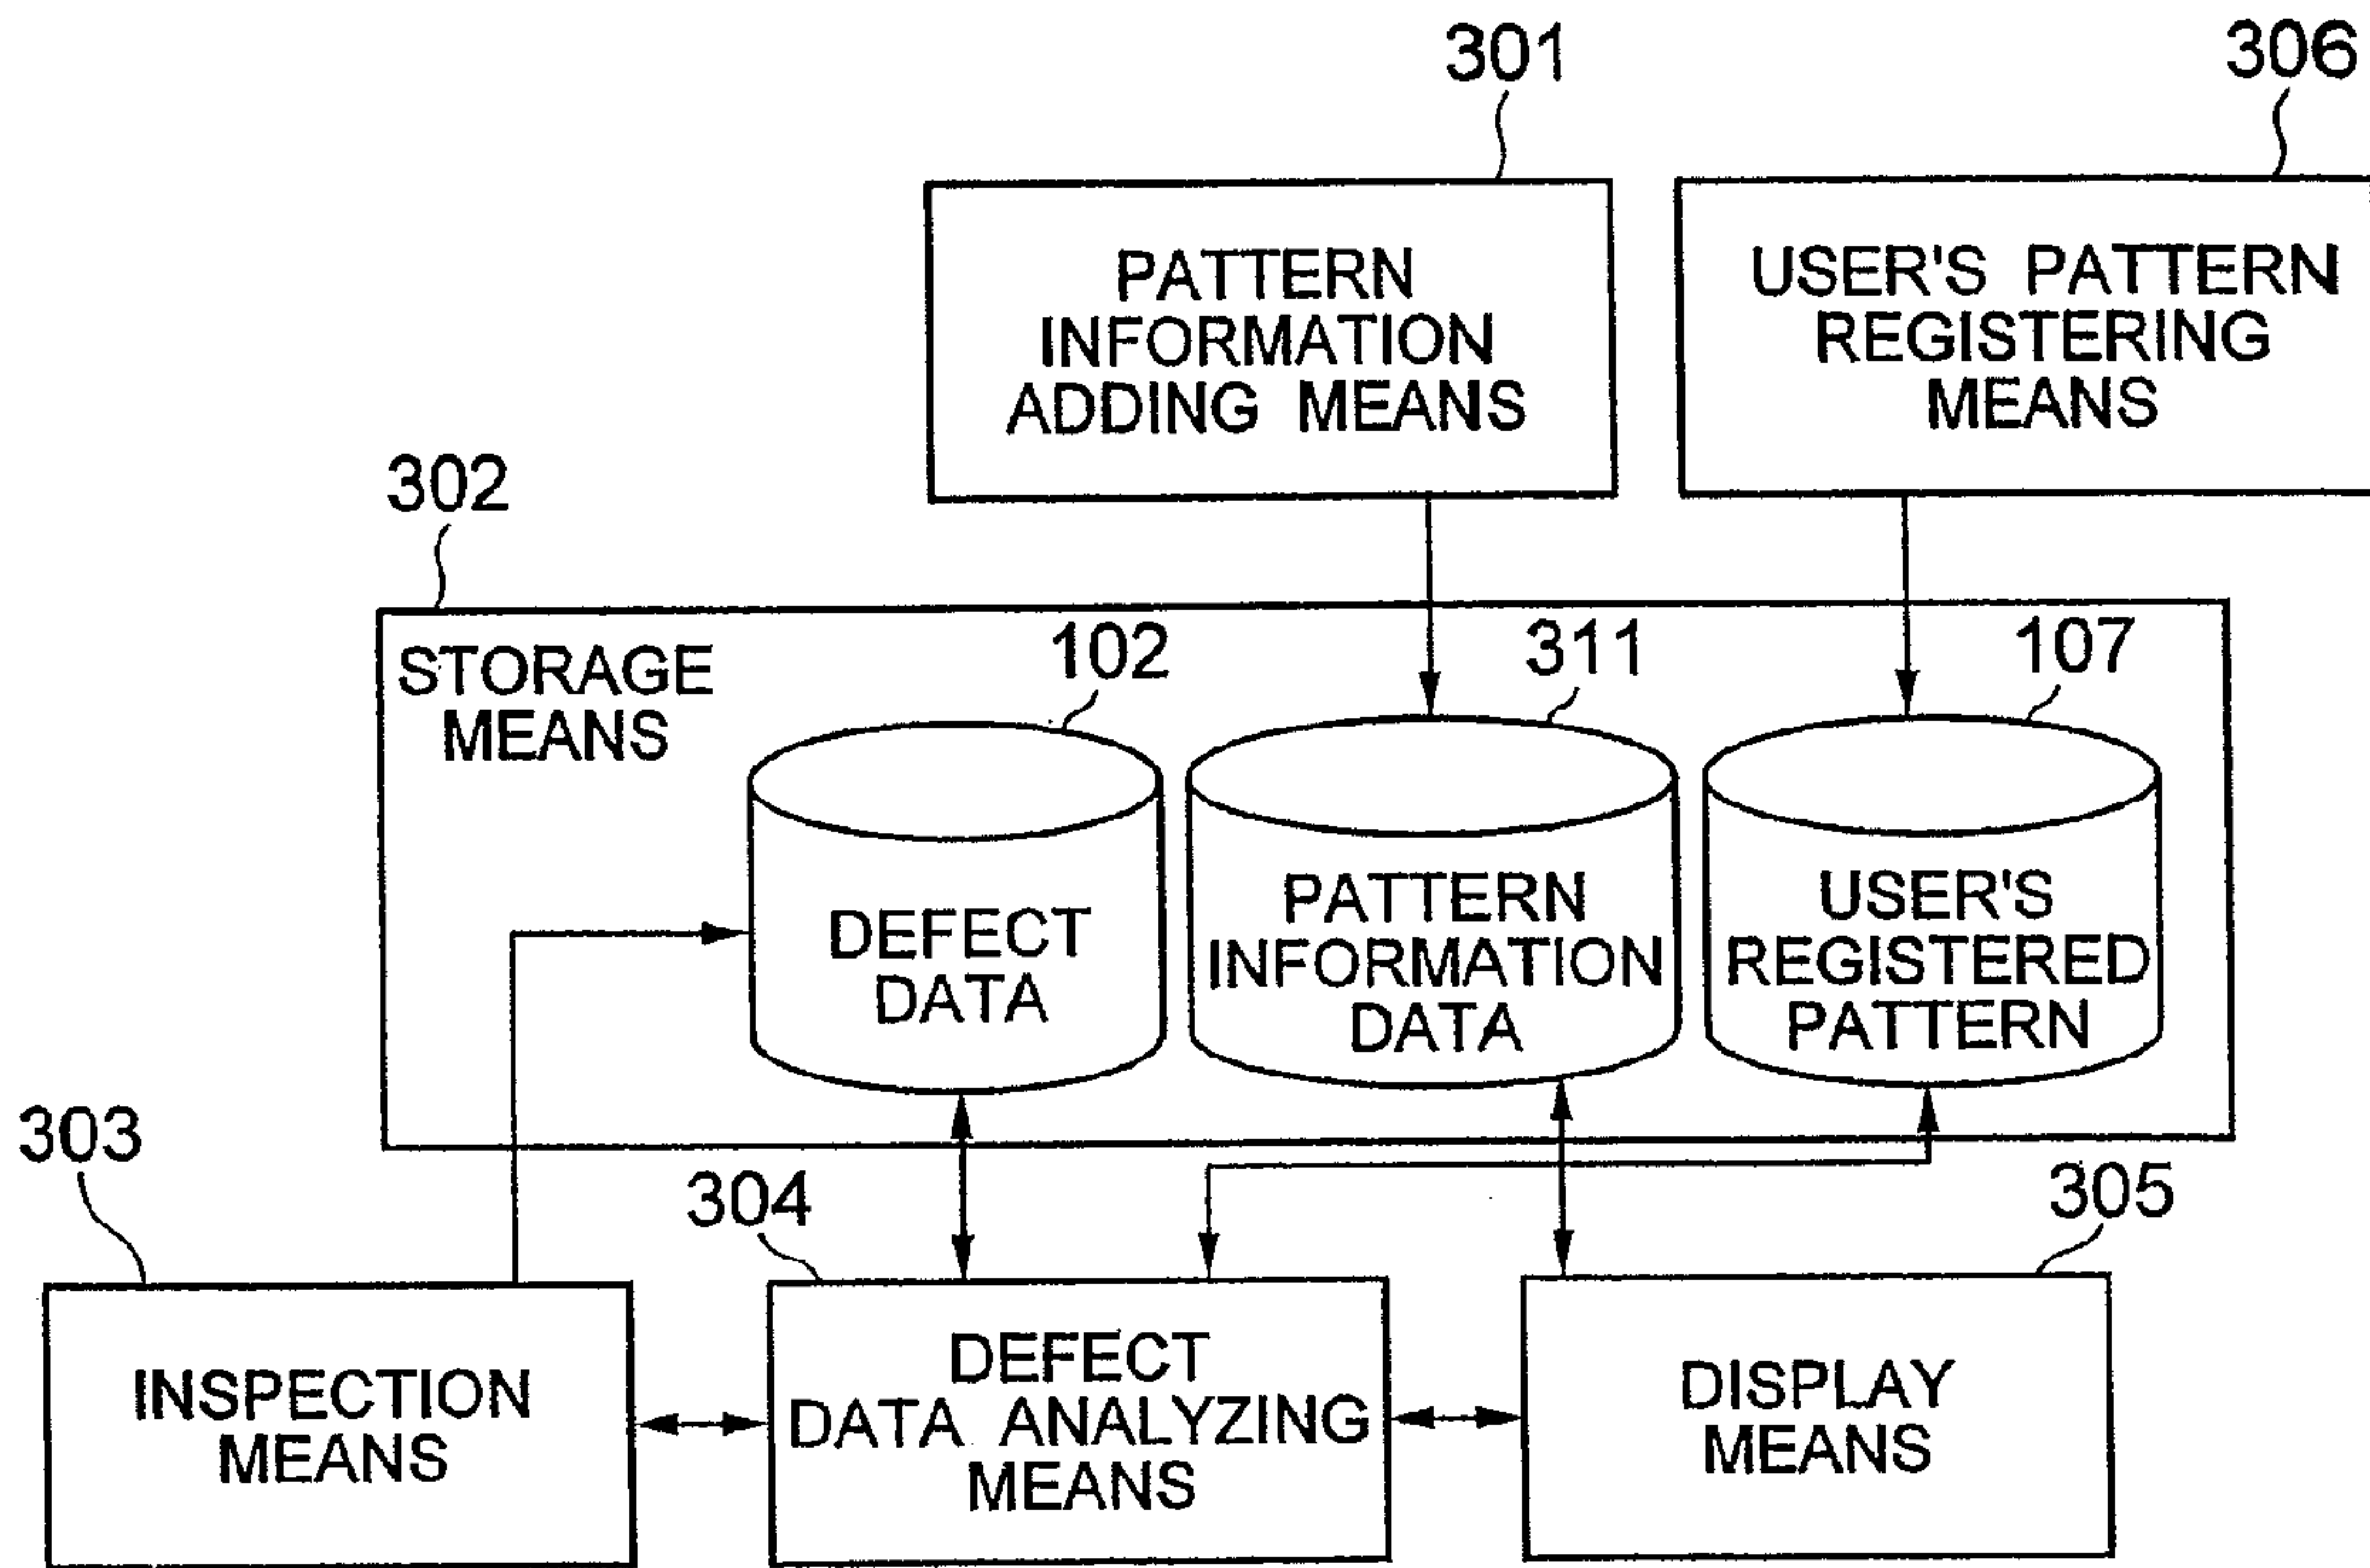 301
306
PATTERN
INFORMATION
ADDING MEANS
USER'S PATTERN
REGISTERING
MEANS
302
STORAGE
MEANS
102
311
107
DEFECT
DATA
PATTERN
INFORMATION
DATA
USER'S
REGISTERED
PATTERN
303
304
305
INSPECTION
MEANS
DEFECT
DATA ANALYZING
MEANS
DISPLAY
MEANS